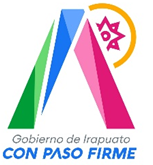 Gobierno de Irapuato
CON PASO FIRME